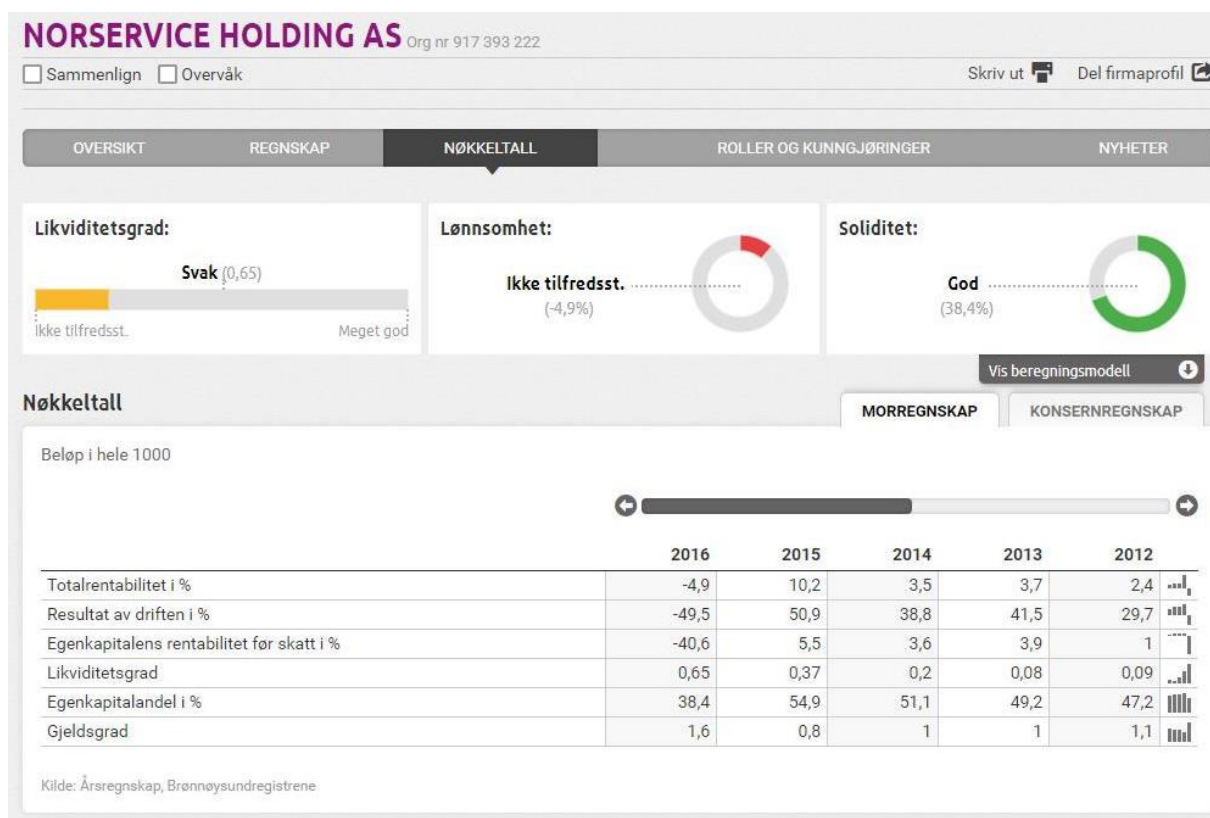 NORSERVICE HOLDING AS Org nr 917 393 222
Sammenlign Overvåk Skriv ut Del firmaprofil
OVERSIKT REGNSKAP NØKKELTALL ROLLER OG KUNNGJØRINGER NYHETER
Likviditetsgrad:
Svak (0,65)
Ikke tilfredsst. Meget god
Lønnsomhet:
Ikke tilfredsst.
(-4,9%)
Soliditet:
God
(38,4%)
Vis beregningsmodell
Nøkkeltall
MORREGNSKAP KONSERNREGNSKAP
Beløp i hele 1000
2016 2015 2014 2013 2012
Totalrentabilitet i % -4,9 10,2 3,5 3,7 2,4
Resultat av driften i % -49,5 50,9 38,8 41,5 29,7
Egenkapitalens rentabilitet før skatt i % -40,6 5,5 3,6 3,9 1
Likviditetsgrad 0,65 0,37 0,2 0,08 0,09
Egenkapitalandel i % 38,4 54,9 51,1 49,2 47,2
Gjeldsgrad 1,6 0,8 1 1 1,1
Kilde: Årsregnskap, Brønnøysundregistrene